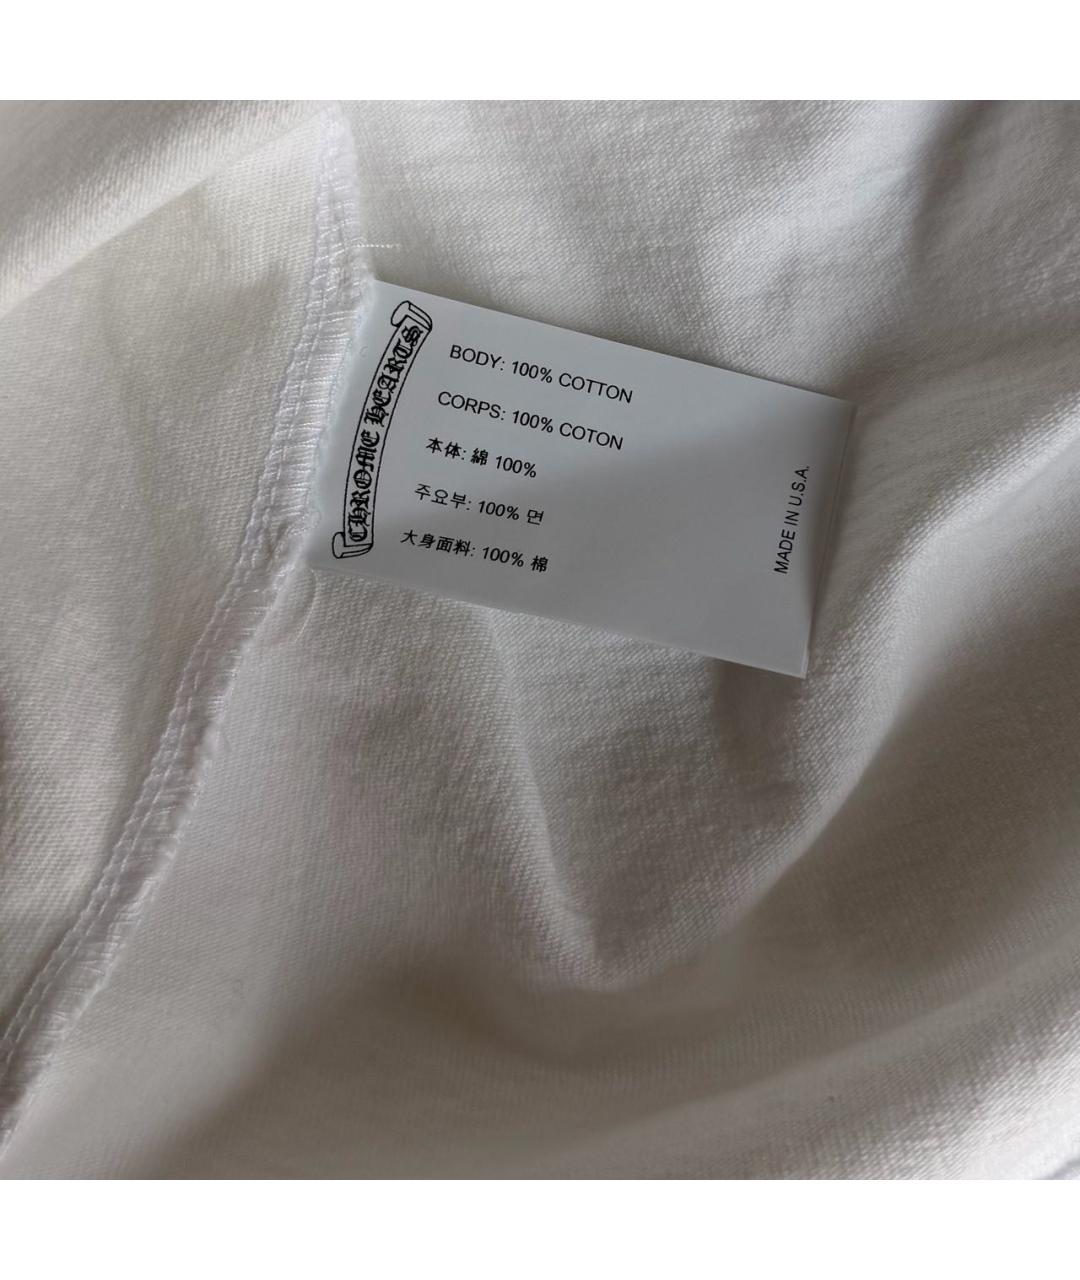 CHROME HEARTS
BODY: 100% COTTON
CORPS: 100% COTON
本体: 綿 100%
주요부: 100% 면
大身面料: 100% 棉
MADE IN U.S.A.